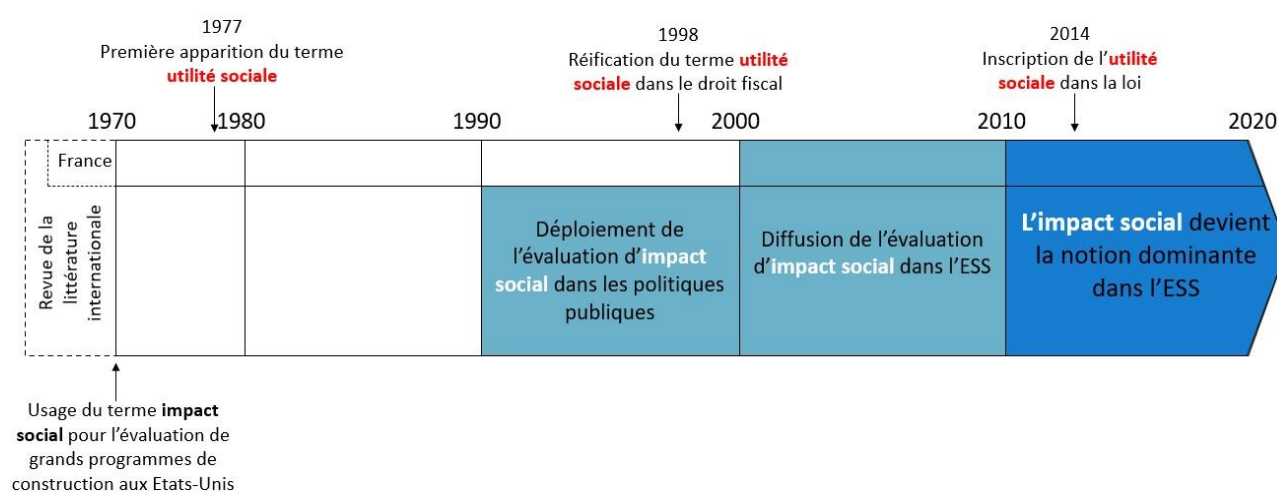 1977
Première apparition du terme
utilité sociale
1998
Réification du terme utilité
sociale dans le droit fiscal
2014
Inscription de l'utilité
sociale dans la loi
1970
1980
1990
2000
2010
2020
France
Revue de la
littérature
internationale
Déploiement de
l'évaluation d'impact
social dans les politiques
publiques
Diffusion de l'évaluation
d'impact social dans l'ESS
L'impact social devient
la notion dominante
dans l'ESS
Usage du terme impact
social pour l'évaluation de
grands programmes de
construction aux Etats-Unis